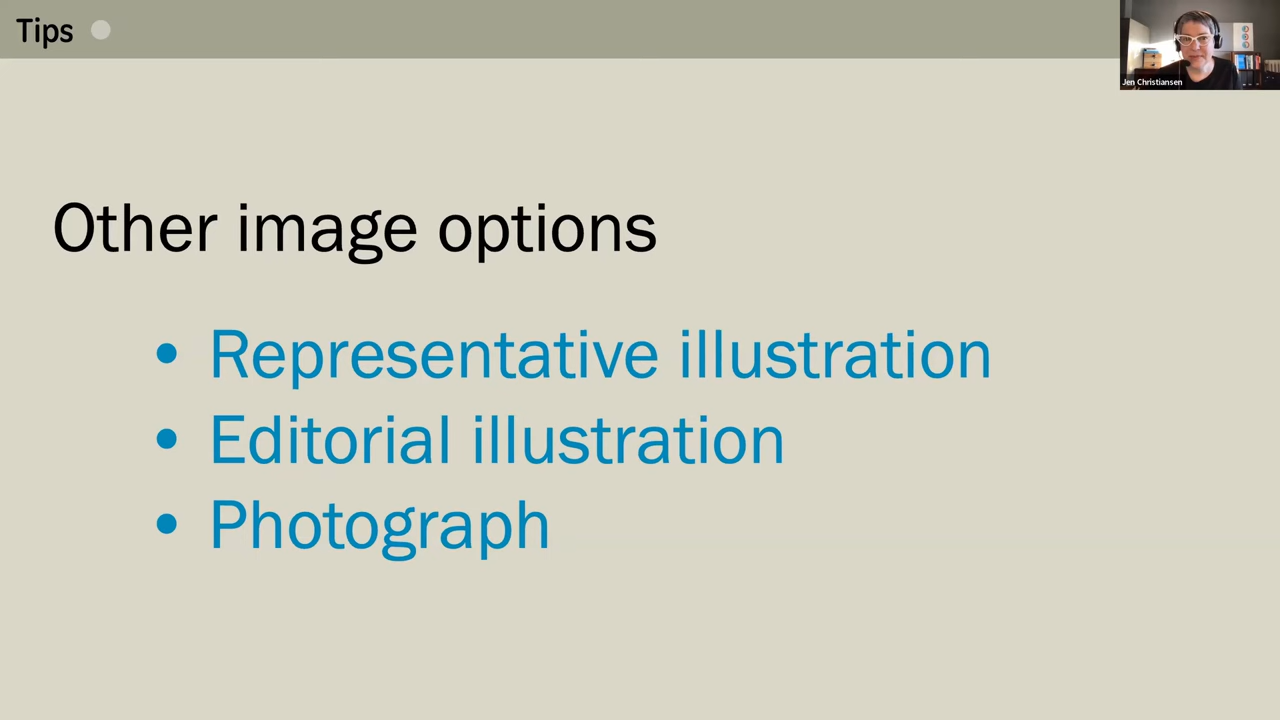 Tips
Jen Christiansen
Other image options
• Representative illustration
• Editorial illustration
• Photograph